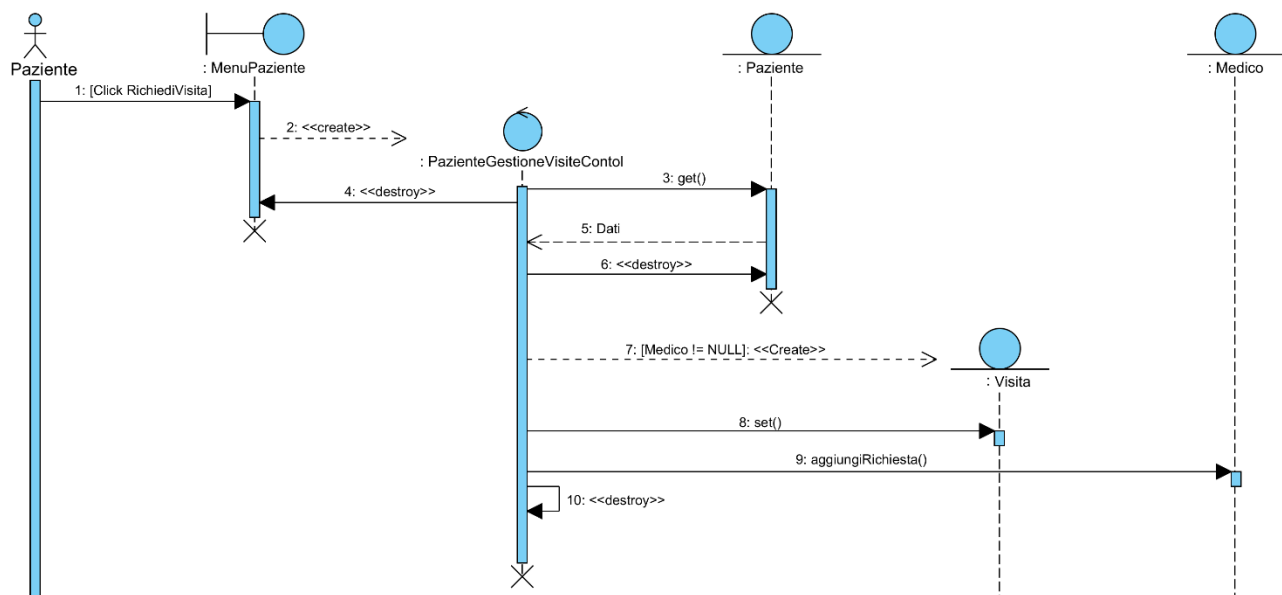 Paziente
: MenuPaziente
: Paziente
: Medico
1: [Click RichiediVisita]
2: <<create>>
: PazienteGestioneVisiteContol
3: get()
4: <<destroy>>
5: Dati
6: <<destroy>>
7: [Medico != NULL]: <<Create>>
: Visita
8: set()
9: aggiungiRichiesta()
10: <<destroy>>